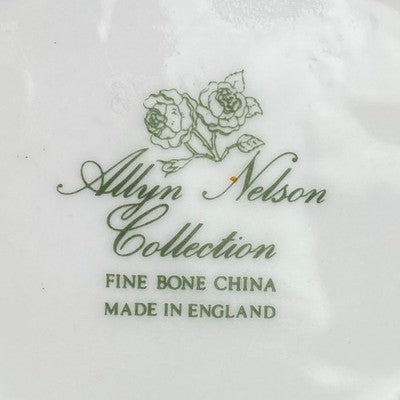 Allyn Nelson
Collection
FINE BONE CHINA
MADE IN ENGLAND